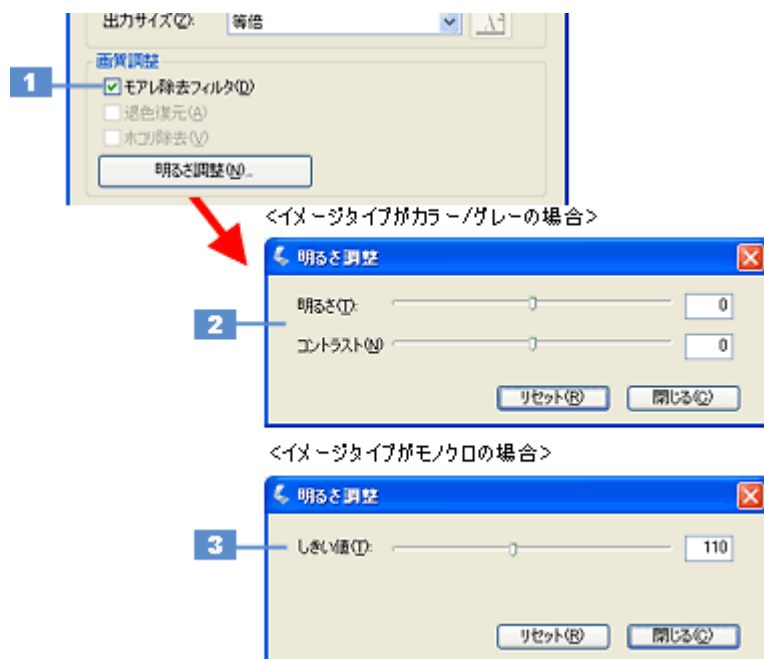 出力サイズ(Z): 等倍
画質調整
1
モアレ除去フィルタ(D)
退色復元(A)
ホコリ除去(V)
明るさ調整(N)...
<イメージタイプがカラー/グレーの場合>
明るさ調整
2
明るさ(T): 0
コントラスト(N) 0
リセット(R) 閉じる(C)
<イメージタイプがモノクロの場合>
明るさ調整
3
しきい値(T): 110
リセット(R) 閉じる(C)